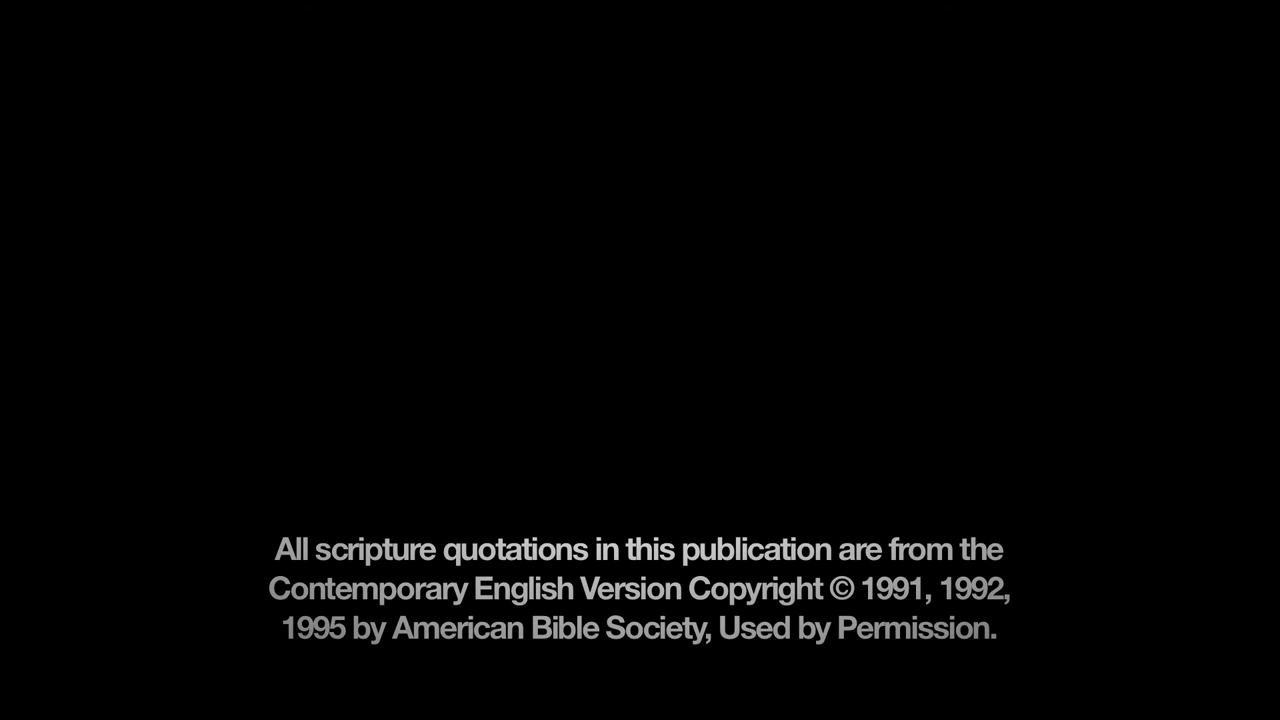 All scripture quotations in this publication are from the
Contemporary English Version Copyright © 1991, 1992,
1995 by American Bible Society, Used by Permission.